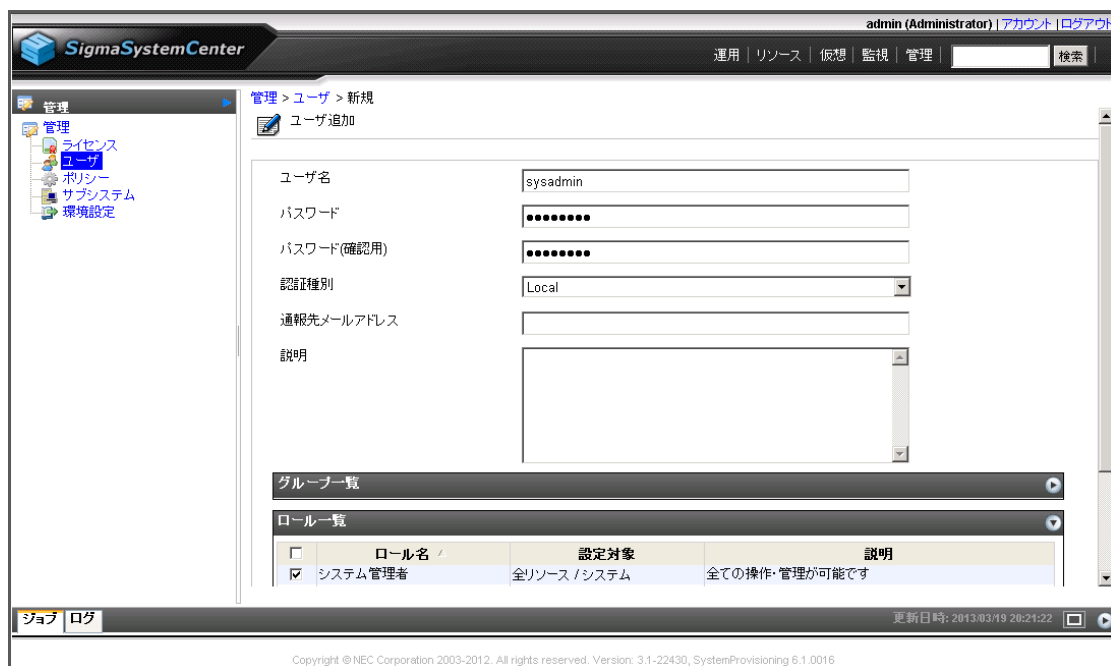 admin (Administrator) | アカウント | ログアウト
SigmaSystemCenter
運用 | リソース | 仮想 | 監視 | 管理 | 検索
管理
管理
ライセンス
ユーザ
ポリシー
サブシステム
環境設定
管理 > ユーザ > 新規
ユーザ追加
ユーザ名 sysadmin
パスワード ●●●●●●●●
パスワード(確認用) ●●●●●●●●
認証種別 Local
通報先メールアドレス
説明
グループ一覧
ロール一覧
ロール名 設定対象 説明
システム管理者 全リソース / システム 全ての操作・管理が可能です
ジョブ ログ 更新日時: 2013/03/19 20:21:22
Copyright © NEC Corporation 2003-2012. All rights reserved. Version: 3.1-22430, SystemProvisioning 6.1.0016